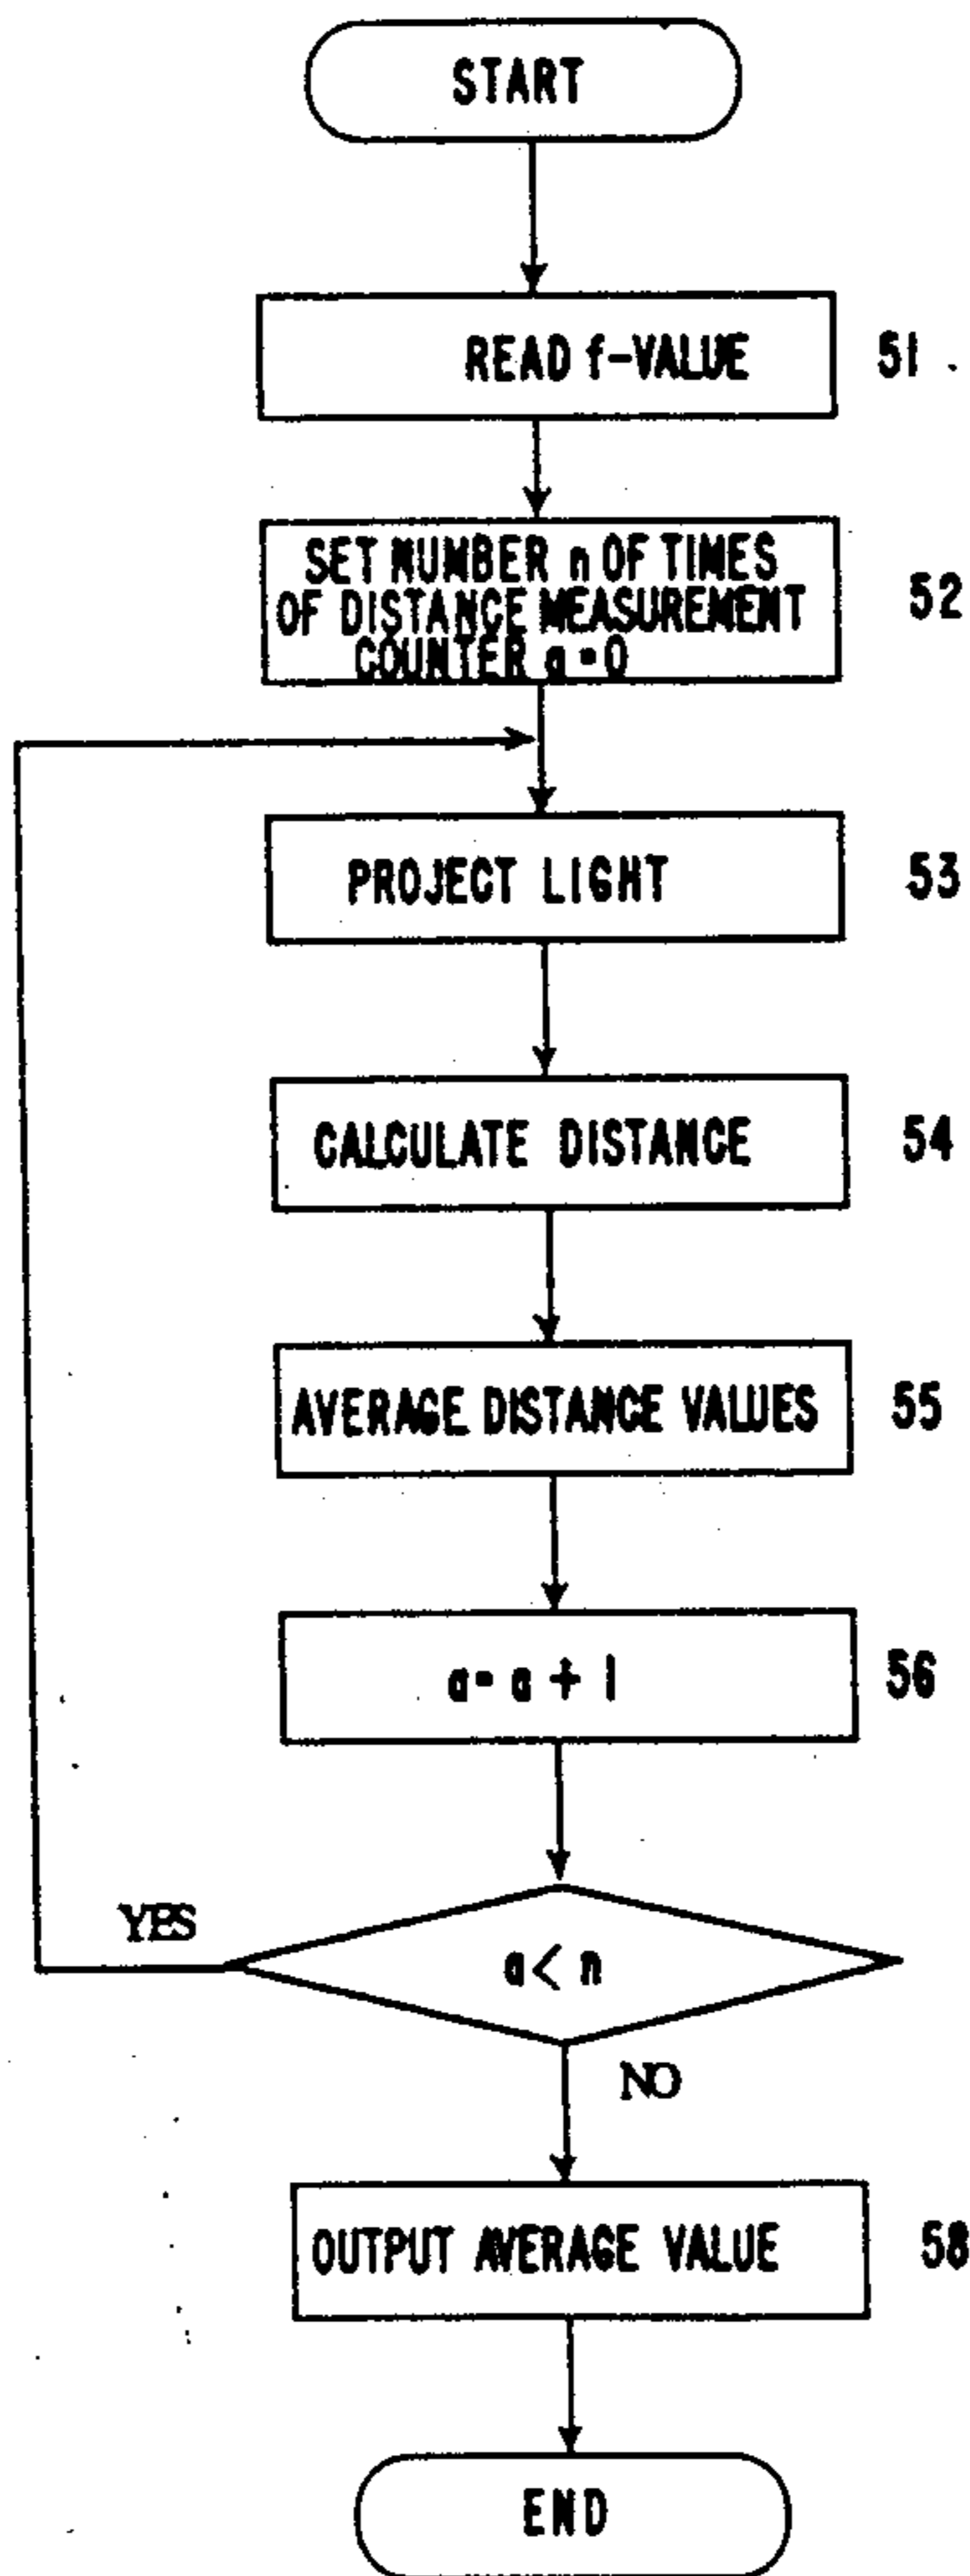 START
READ f-VALUE
51
SET NUMBER n OF TIMES
OF DISTANCE MEASUREMENT
COUNTER a=0
52
PROJECT LIGHT
53
CALCULATE DISTANCE
54
AVERAGE DISTANCE VALUES
55
a=a+1
56
YES
a<n
NO
OUTPUT AVERAGE VALUE
58
END